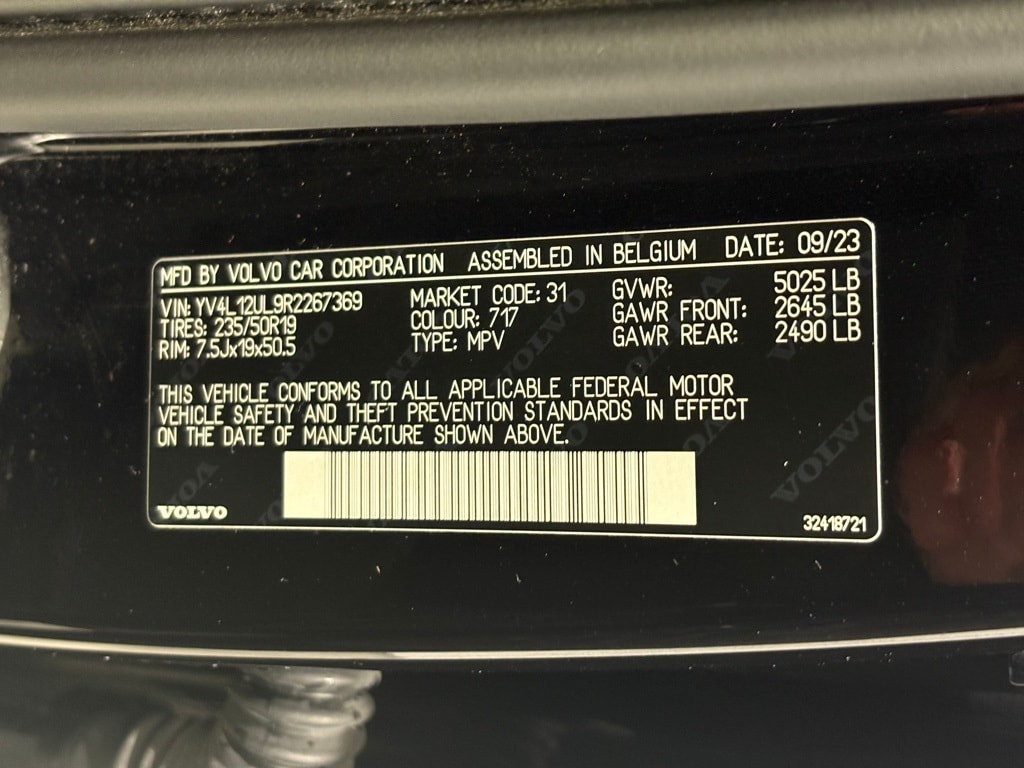 MFD BY VOLVO CAR CORPORATION ASSEMBLED IN BELGIUM DATE: 09/23
VIN: YV4L12UL9R2267369 MARKET CODE: 31 GVWR: 5025 LB
TIRES: 235/50R19 COLOUR: 717 GAWR FRONT: 2645 LB
RIM: 7.5Jx19x50.5 TYPE: MPV GAWR REAR: 2490 LB
THIS VEHICLE CONFORMS TO ALL APPLICABLE FEDERAL MOTOR
VEHICLE SAFETY AND THEFT PREVENTION STANDARDS IN EFFECT
ON THE DATE OF MANUFACTURE SHOWN ABOVE.
VOLVO 32418721